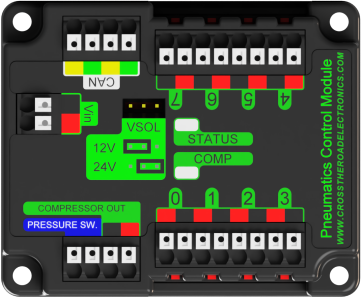 CAN
7 6 5 4
Vin
VSOL
12V
24V
STATUS
COMP
0 1 2 3
COMPRESSOR OUT
PRESSURE SW.
Pneumatics Control Module
WWW.CROSSTHEROADELECTRONICS.COM